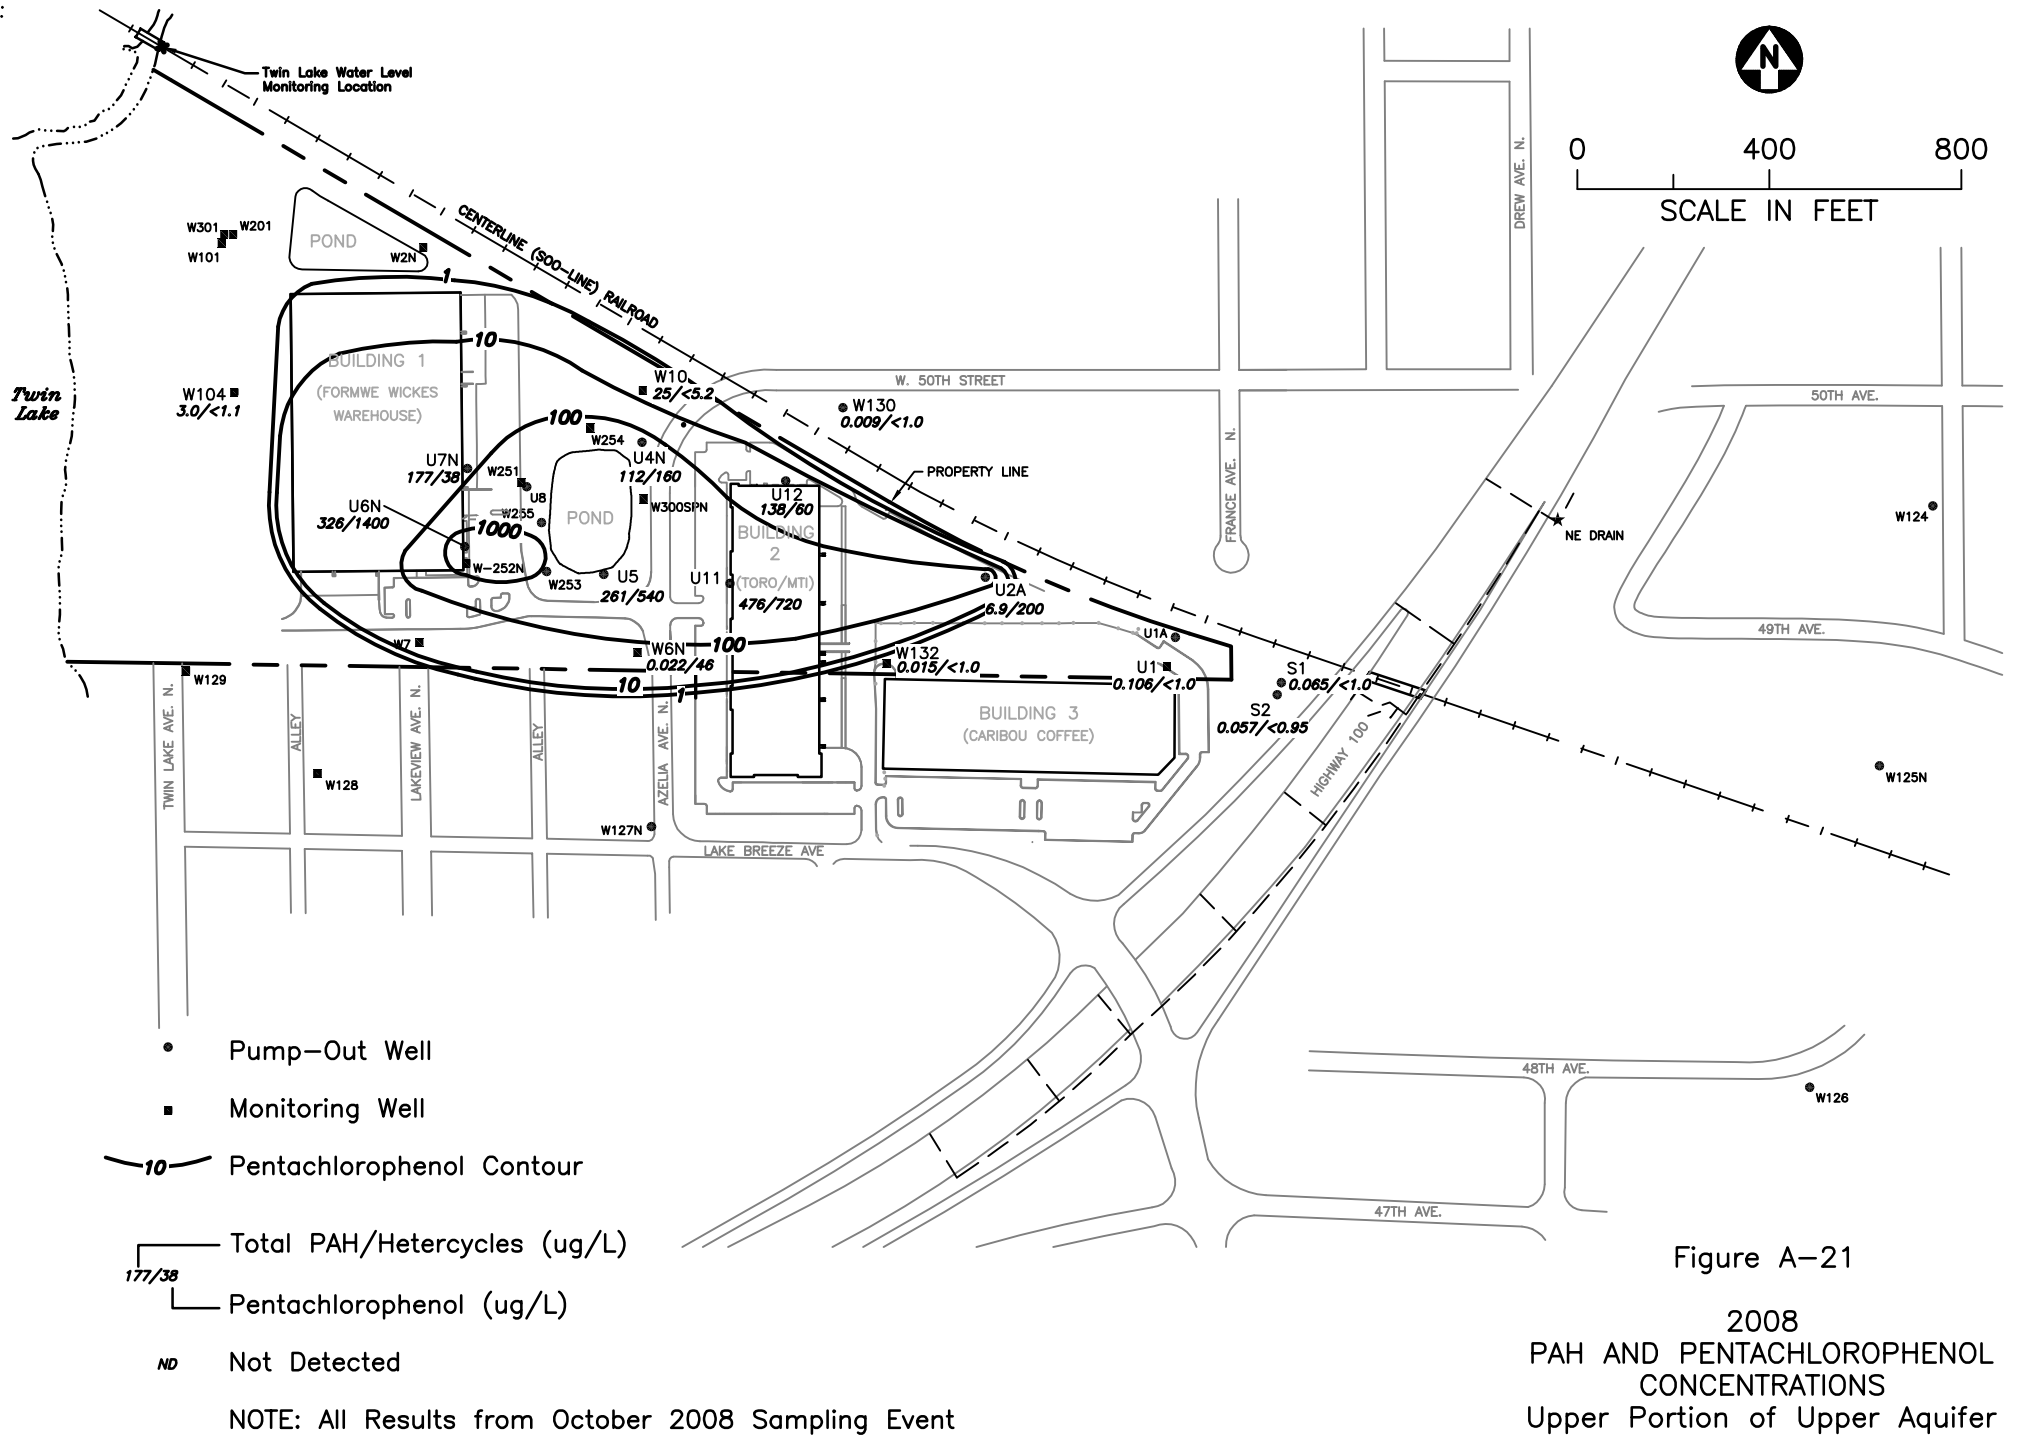 :
Twin Lake Water Level
Monitoring Location
N
0 400 800
SCALE IN FEET
DREW AVE. N.
CENTERLINE (SOO-LINE) RAILROAD
W301
W201
W101
POND
W2N
1
10
BUILDING 1
(FORMWE WICKES
WAREHOUSE)
Twin
Lake
W104
3.0/<1.1
W10
25/<5.2
W. 50TH STREET
50TH AVE.
W130
0.009/<1.0
100
W254
U4N
112/160
U7N
177/38
W251
U8
PROPERTY LINE
FRANCE AVE. N.
U12
138/60
U6N
326/1400
W255
POND
W300SPN
W124
1000
BUILDING
2
(TORO/MTI)
NE DRAIN
W-252N
W253
U5
261/540
U11
476/720
U2A
6.9/200
49TH AVE.
W7
100
U1A
W6N
0.022/46
W132
0.015/<1.0
U1
0.106/<1.0
S1
0.065/<1.0
W129
10
1
S2
0.057/<0.95
BUILDING 3
(CARIBOU COFFEE)
TWIN LAKE AVE. N.
ALLEY
LAKEVIEW AVE. N.
ALLEY
AZELIA AVE. N.
HIGHWAY 100
W128
W125N
W127N
LAKE BREEZE AVE
48TH AVE.
W126
47TH AVE.
Pump-Out Well
Monitoring Well
10 Pentachlorophenol Contour
Total PAH/Hetercycles (ug/L)
177/38
Pentachlorophenol (ug/L)
ND Not Detected
NOTE: All Results from October 2008 Sampling Event
Figure A-21
2008
PAH AND PENTACHLOROPHENOL
CONCENTRATIONS
Upper Portion of Upper Aquifer